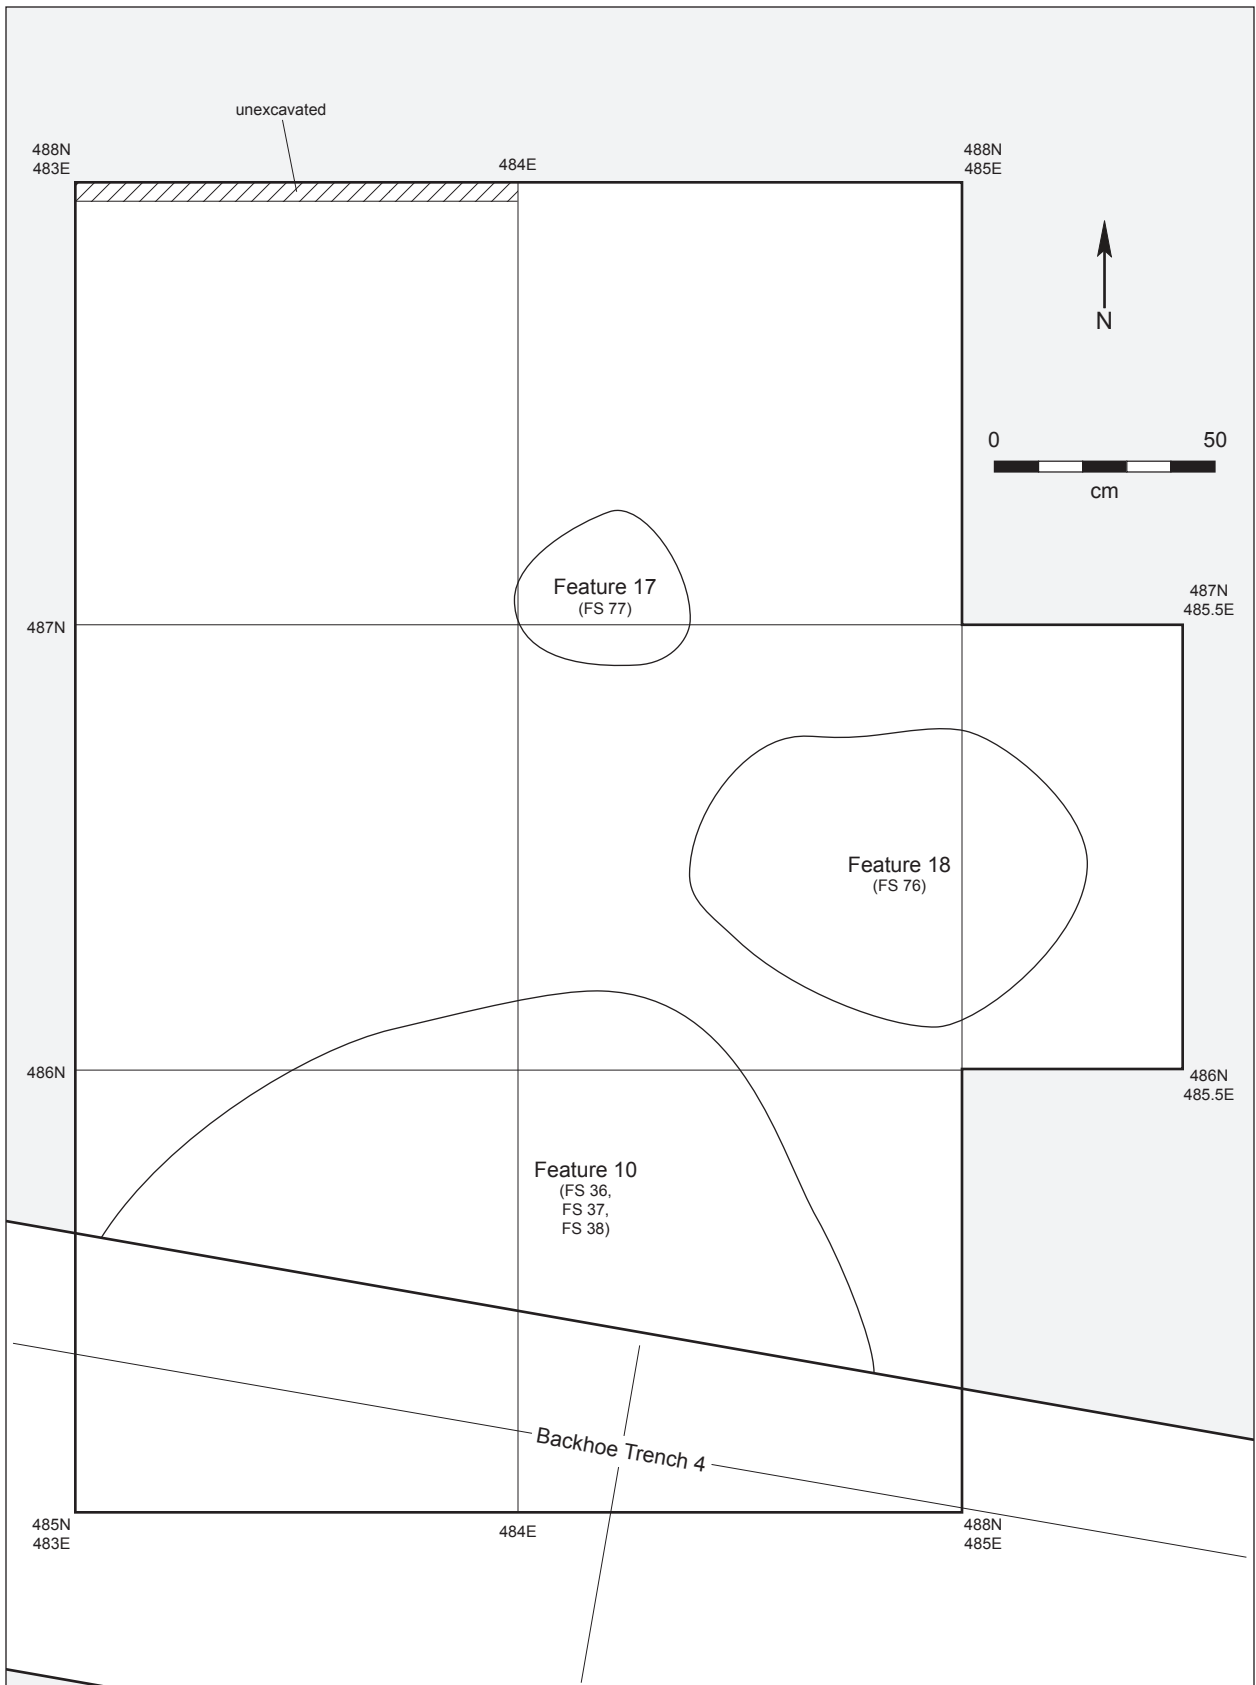 unexcavated
488N
483E
484E
488N
485E
N
0 50
cm
Feature 17
(FS 77)
487N
487N
485.5E
Feature 18
(FS 76)
486N
486N
485.5E
Feature 10
(FS 36,
FS 37,
FS 38)
Backhoe Trench 4
485N
483E
484E
488N
485E